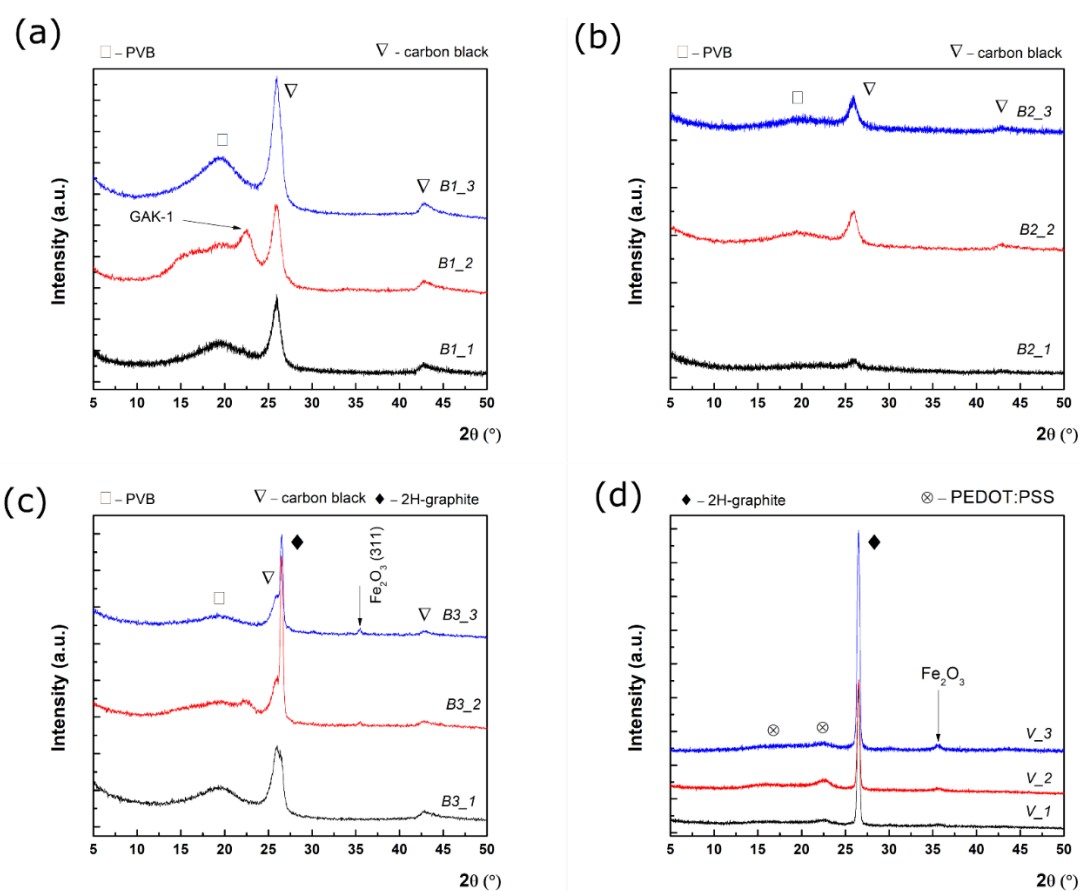 (a)
□ – PVB
∇ - carbon black
Intensity (a.u.)
GAK-1
B1_3
B1_2
B1_1
5 10 15 20 25 30 35 40 45 50
2θ (°)
(b)
□ – PVB
∇ – carbon black
Intensity (a.u.)
B2_3
B2_2
B2_1
5 10 15 20 25 30 35 40 45 50
2θ (°)
(c)
□ – PVB
∇ – carbon black
♦ – 2H-graphite
Intensity (a.u.)
Fe₂O₃ (311)
B3_3
B3_2
B3_1
5 10 15 20 25 30 35 40 45 50
2θ (°)
(d)
♦ – 2H-graphite
⊗ – PEDOT:PSS
Intensity (a.u.)
Fe₂O₃
V_3
V_2
V_1
5 10 15 20 25 30 35 40 45 50
2θ (°)